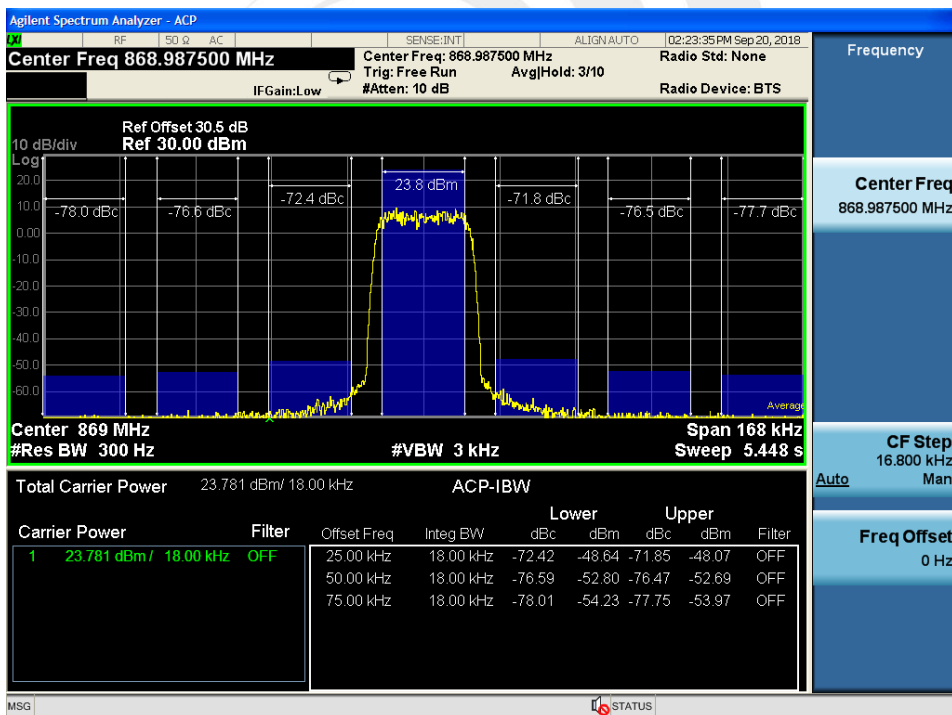 Agilent Spectrum Analyzer - ACP
LXI RF 50 Ω AC SENSE:INT ALIGN AUTO 02:23:35 PM Sep 20, 2018
Center Freq 868.987500 MHz
Center Freq: 868.987500 MHz Radio Std: None
Trig: Free Run Avg|Hold: 3/10
IFGain:Low #Atten: 10 dB Radio Device: BTS
Ref Offset 30.5 dB
10 dB/div Ref 30.00 dBm
Log
20.0
10.0
0.00
-10.0
-20.0
-30.0
-40.0
-50.0
-60.0
-78.0 dBc -76.6 dBc -72.4 dBc 23.8 dBm -71.8 dBc -76.5 dBc -77.7 dBc
Average
Center 869 MHz Span 168 kHz
#Res BW 300 Hz #VBW 3 kHz Sweep 5.448 s
Total Carrier Power 23.781 dBm/ 18.00 kHz ACP-IBW
Lower Upper
Carrier Power Filter Offset Freq Integ BW dBc dBm dBc dBm Filter
1 23.781 dBm / 18.00 kHz OFF 25.00 kHz 18.00 kHz -72.42 -48.64 -71.85 -48.07 OFF
50.00 kHz 18.00 kHz -76.59 -52.80 -76.47 -52.69 OFF
75.00 kHz 18.00 kHz -78.01 -54.23 -77.75 -53.97 OFF
MSG STATUS
Frequency
Center Freq
868.987500 MHz
CF Step
16.800 kHz
Auto Man
Freq Offset
0 Hz